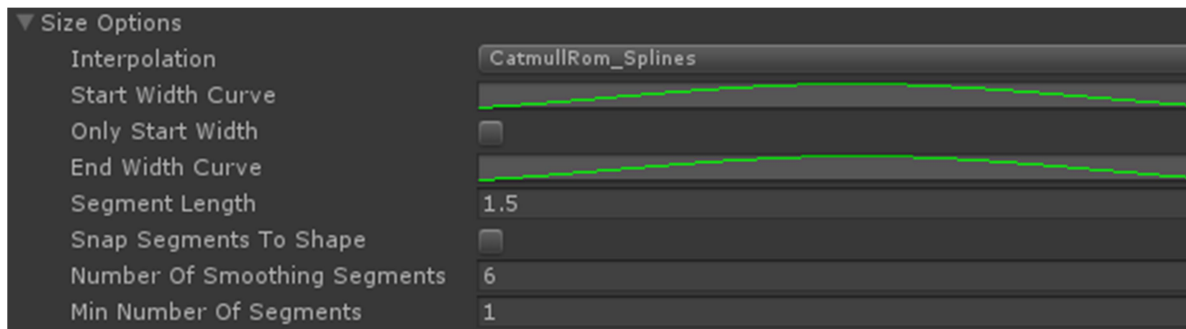 Size Options
Interpolation CatmullRom_Splines
Start Width Curve
Only Start Width
End Width Curve
Segment Length 1.5
Snap Segments To Shape
Number Of Smoothing Segments 6
Min Number Of Segments 1